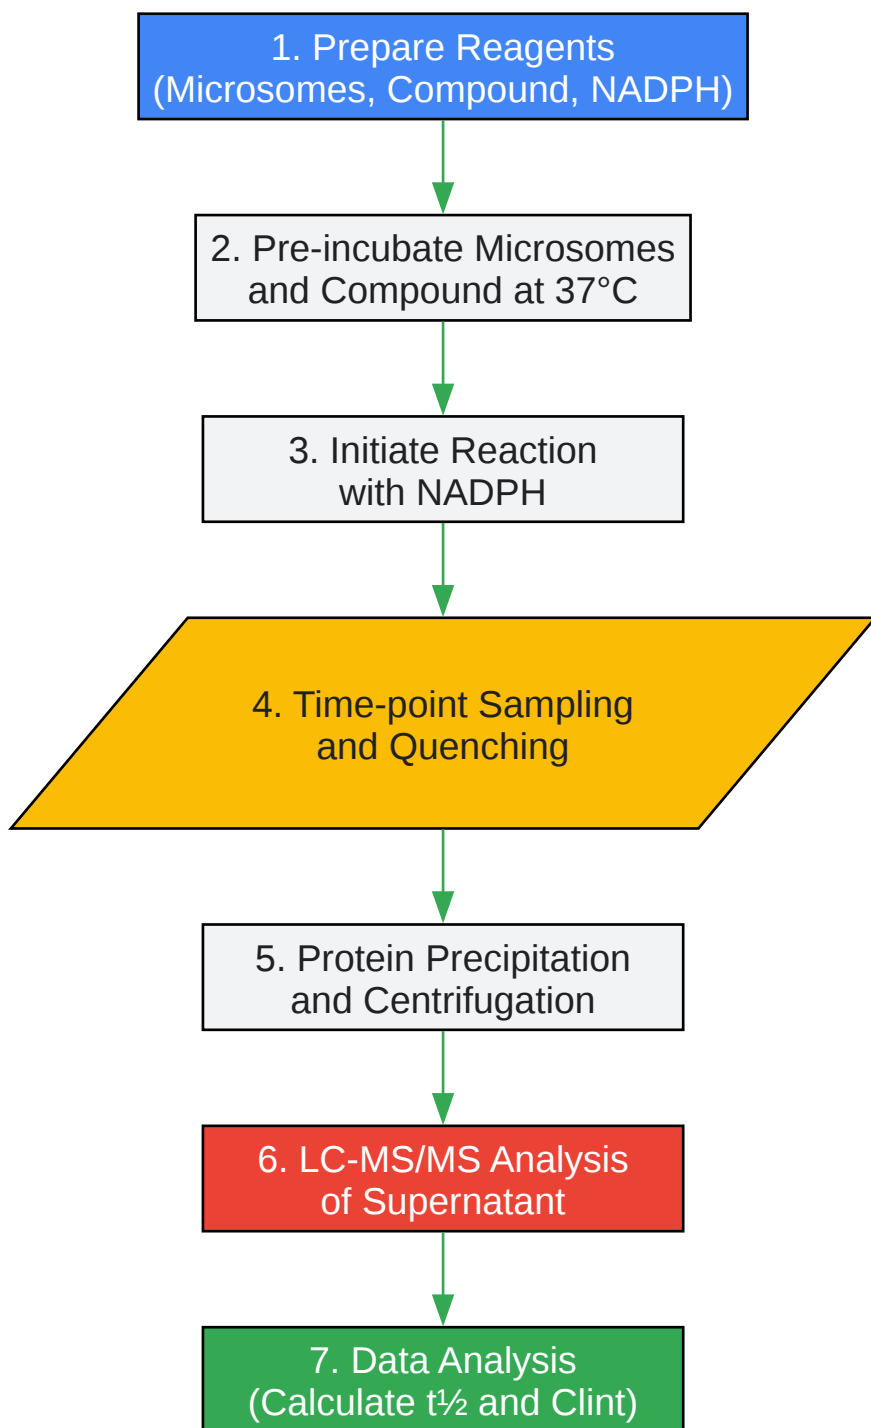 1. Prepare Reagents
(Microsomes, Compound, NADPH)
2. Pre-incubate Microsomes
and Compound at 37°C
3. Initiate Reaction
with NADPH
4. Time-point Sampling
and Quenching
5. Protein Precipitation
and Centrifugation
6. LC-MS/MS Analysis
of Supernatant
7. Data Analysis
(Calculate t½ and Clint)